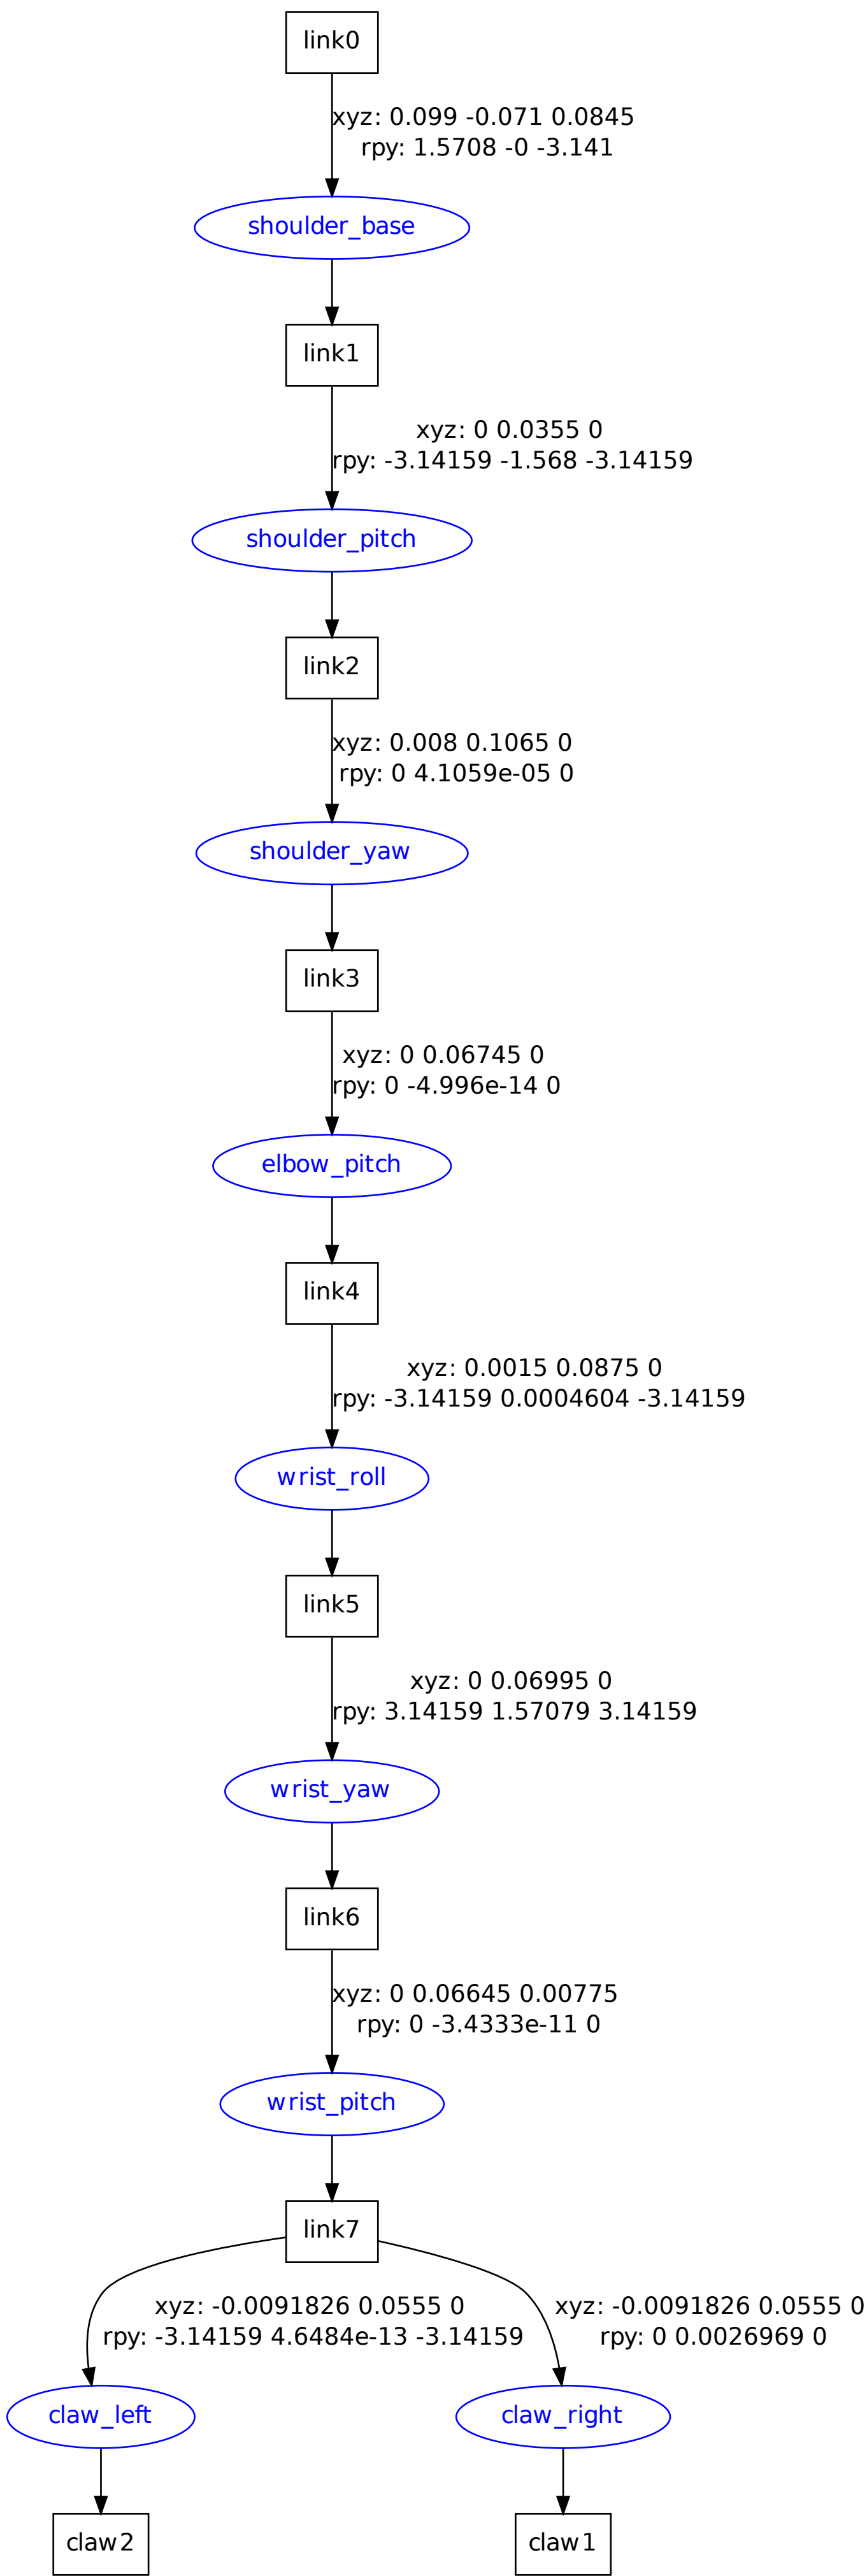 link0
xyz: 0.099 -0.071 0.0845
rpy: 1.5708 -0 -3.141
shoulder_base
link1
xyz: 0 0.0355 0
rpy: -3.14159 -1.568 -3.14159
shoulder_pitch
link2
xyz: 0.008 0.1065 0
rpy: 0 4.1059e-05 0
shoulder_yaw
link3
xyz: 0 0.06745 0
rpy: 0 -4.996e-14 0
elbow_pitch
link4
xyz: 0.0015 0.0875 0
rpy: -3.14159 0.0004604 -3.14159
wrist_roll
link5
xyz: 0 0.06995 0
rpy: 3.14159 1.57079 3.14159
wrist_yaw
link6
xyz: 0 0.06645 0.00775
rpy: 0 -3.4333e-11 0
wrist_pitch
link7
xyz: -0.0091826 0.0555 0
rpy: -3.14159 4.6484e-13 -3.14159
xyz: -0.0091826 0.0555 0
rpy: 0 0.0026969 0
claw_left
claw_right
claw2
claw1